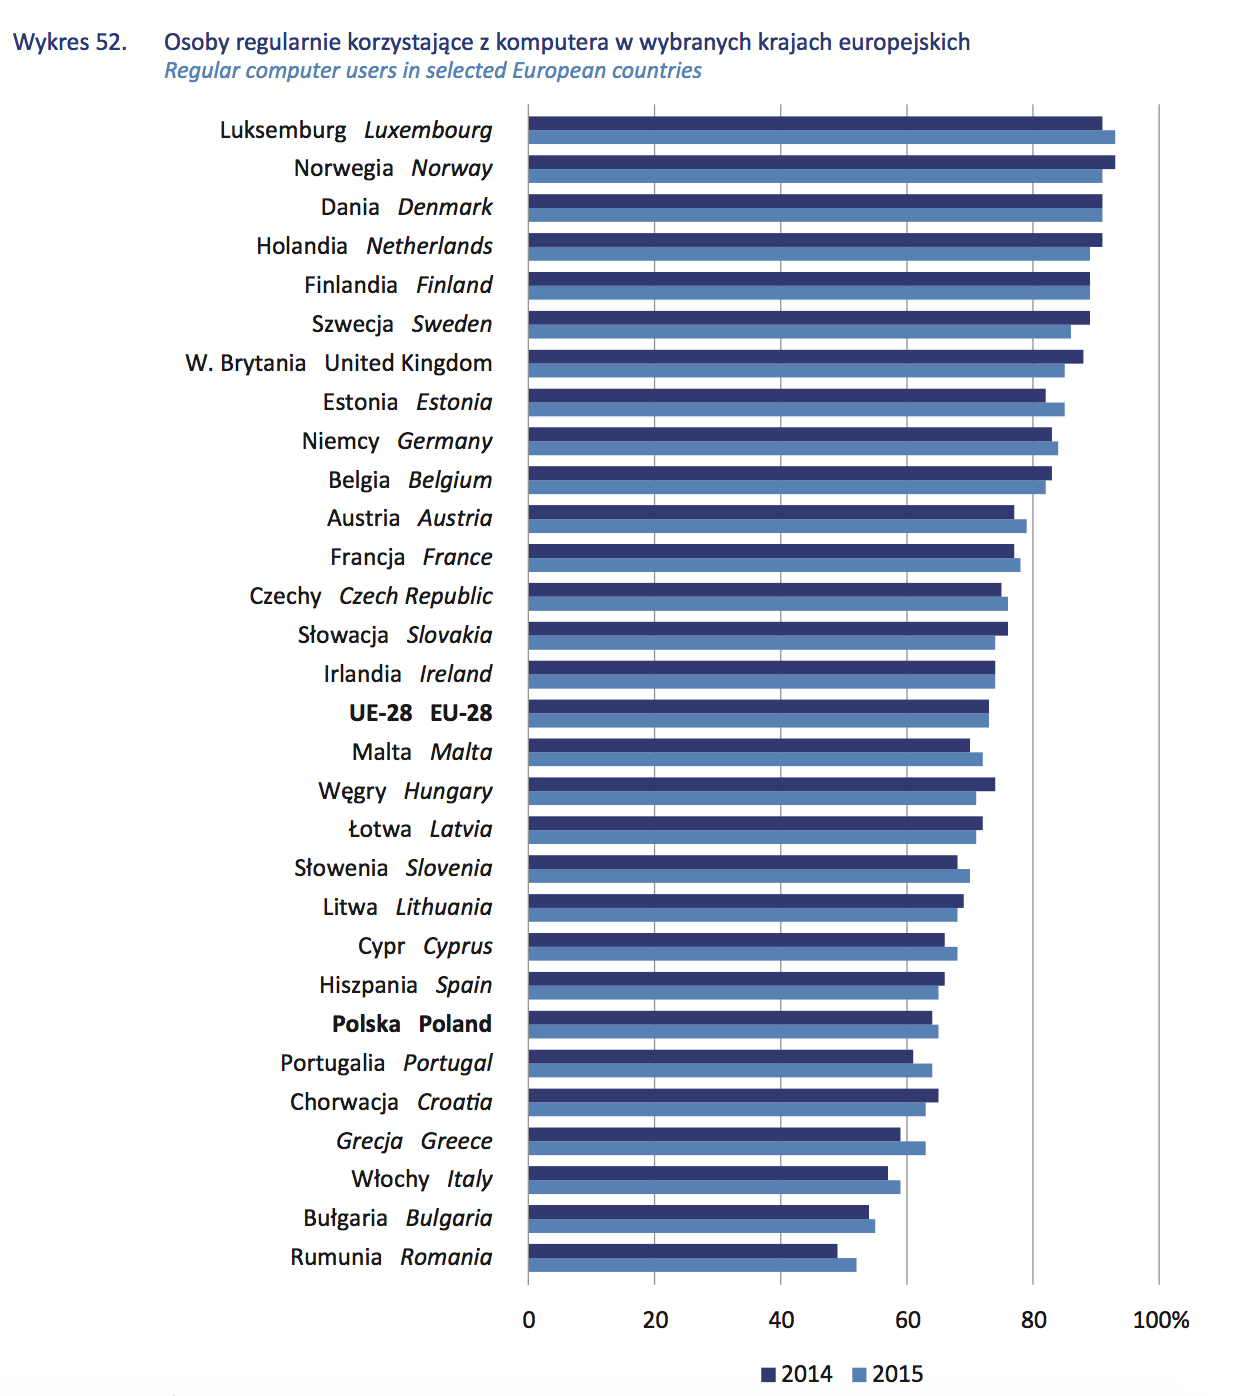 Wykres 52. Osoby regularnie korzystające z komputera w wybranych krajach europejskich
Regular computer users in selected European countries
Luksemburg Luxembourg
Norwegia Norway
Dania Denmark
Holandia Netherlands
Finlandia Finland
Szwecja Sweden
W. Brytania United Kingdom
Estonia Estonia
Niemcy Germany
Belgia Belgium
Austria Austria
Francja France
Czechy Czech Republic
Słowacja Slovakia
Irlandia Ireland
UE-28 EU-28
Malta Malta
Węgry Hungary
Łotwa Latvia
Słowenia Slovenia
Litwa Lithuania
Cypr Cyprus
Hiszpania Spain
Polska Poland
Portugalia Portugal
Chorwacja Croatia
Grecja Greece
Włochy Italy
Bułgaria Bulgaria
Rumunia Romania
0 20 40 60 80 100%
2014 2015